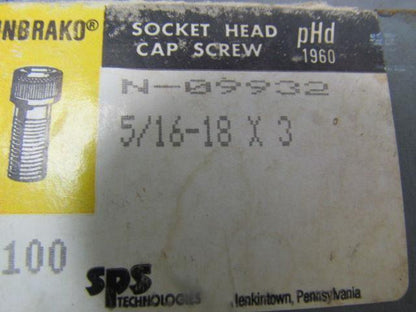 NBRAKO®
SOCKET HEAD
CAP SCREW
pHd
1960
N-09932
5/16-18 X 3
100
sps
TECHNOLOGIES
Jenkintown, Pennsylvania